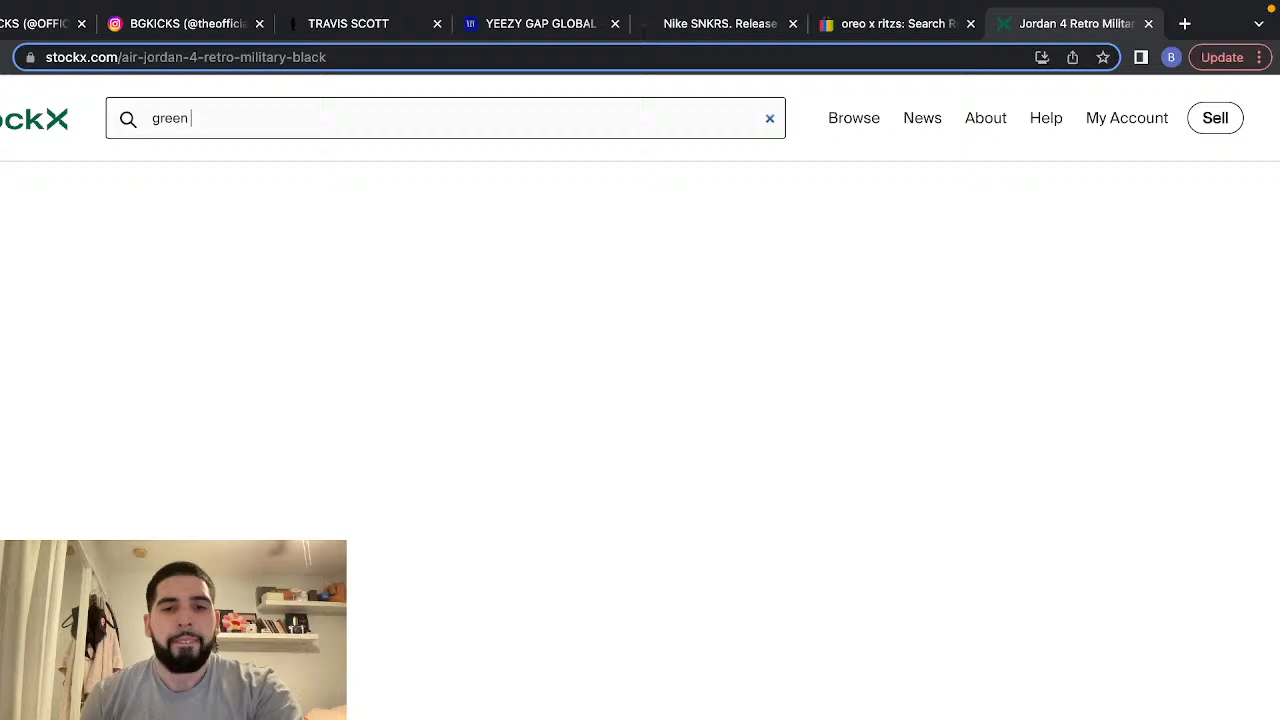 CKS (@OFFIC
BGKICKS (@theofficia
TRAVIS SCOTT
YEEZY GAP GLOBAL
Nike SNKRS. Release
oreo x ritzs: Search R
Jordan 4 Retro Militar
stockx.com/air-jordan-4-retro-military-black
B
Update
ockX
green
Browse
News
About
Help
My Account
Sell